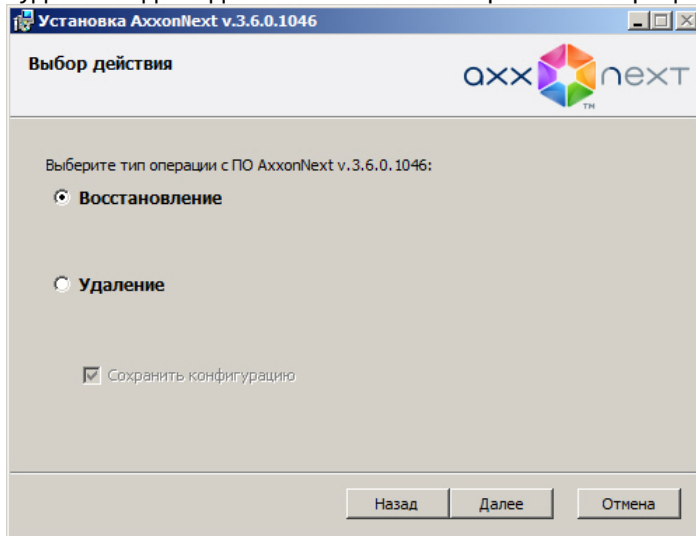 Установка AxxonNext v.3.6.0.1046
Выбор действия
axx next
TM
Выберите тип операции с ПО AxxonNext v.3.6.0.1046:
Восстановление
Удаление
Сохранить конфигурацию
Назад Далее Отмена